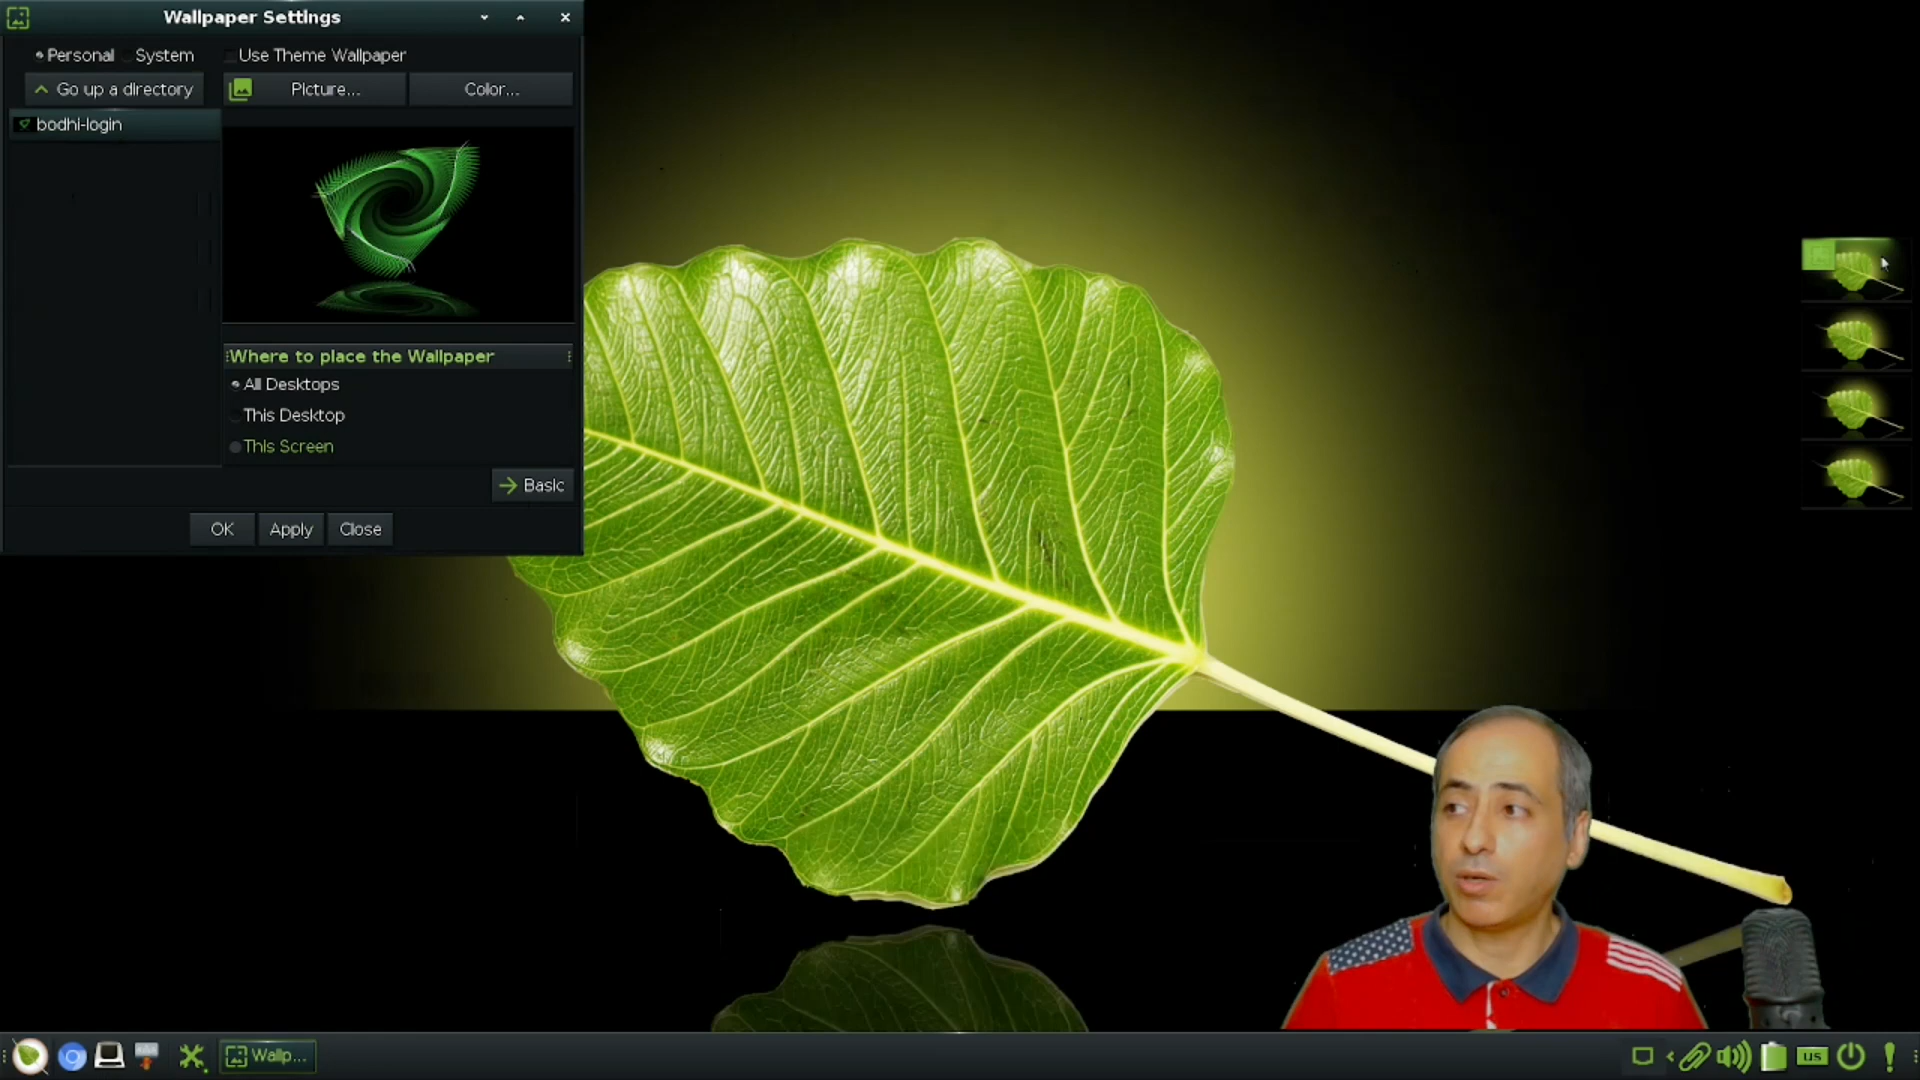 Wallpaper Settings
Personal System Use Theme Wallpaper
Go up a directory Picture... Color...
bodhi-login
Where to place the Wallpaper
All Desktops
This Desktop
This Screen
Basic
OK Apply Close
Wallp... us